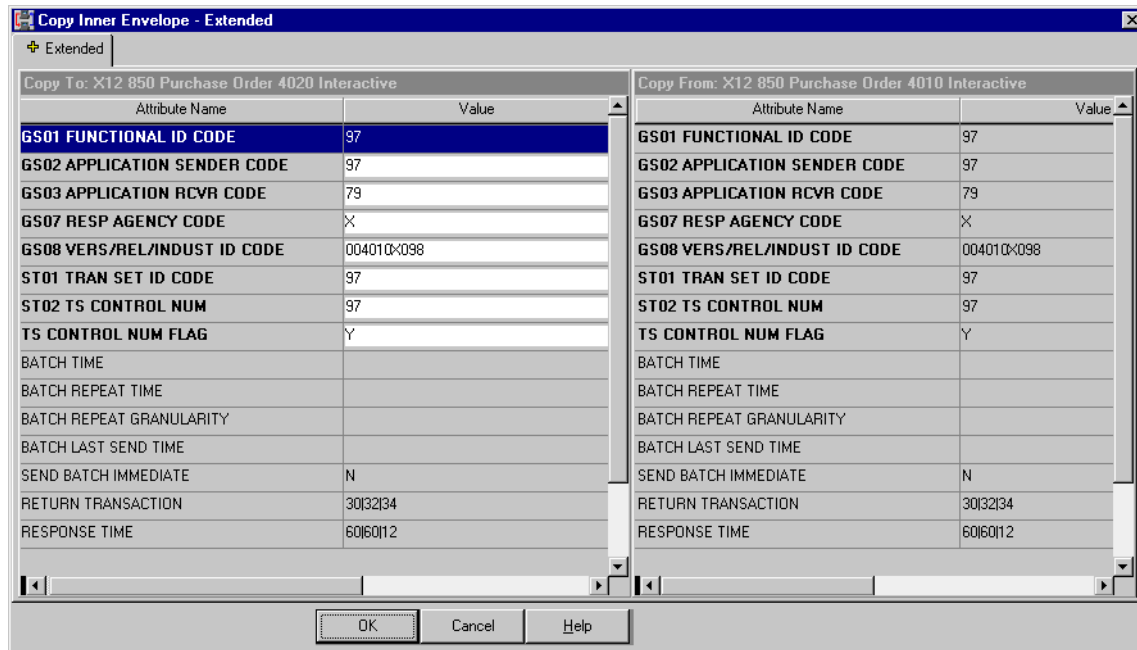 Copy Inner Envelope - Extended
Extended
Copy To: X12 850 Purchase Order 4020 Interactive
Attribute Name Value
GS01 FUNCTIONAL ID CODE 97
GS02 APPLICATION SENDER CODE 97
GS03 APPLICATION RCVR CODE 79
GS07 RESP AGENCY CODE X
GS08 VERS/REL/INDUST ID CODE 004010X098
ST01 TRAN SET ID CODE 97
ST02 TS CONTROL NUM 97
TS CONTROL NUM FLAG Y
BATCH TIME
BATCH REPEAT TIME
BATCH REPEAT GRANULARITY
BATCH LAST SEND TIME
SEND BATCH IMMEDIATE N
RETURN TRANSACTION 30|32|34
RESPONSE TIME 60|60|12
Copy From: X12 850 Purchase Order 4010 Interactive
Attribute Name Value
GS01 FUNCTIONAL ID CODE 97
GS02 APPLICATION SENDER CODE 97
GS03 APPLICATION RCVR CODE 79
GS07 RESP AGENCY CODE X
GS08 VERS/REL/INDUST ID CODE 004010X098
ST01 TRAN SET ID CODE 97
ST02 TS CONTROL NUM 97
TS CONTROL NUM FLAG Y
BATCH TIME
BATCH REPEAT TIME
BATCH REPEAT GRANULARITY
BATCH LAST SEND TIME
SEND BATCH IMMEDIATE N
RETURN TRANSACTION 30|32|34
RESPONSE TIME 60|60|12
OK Cancel Help